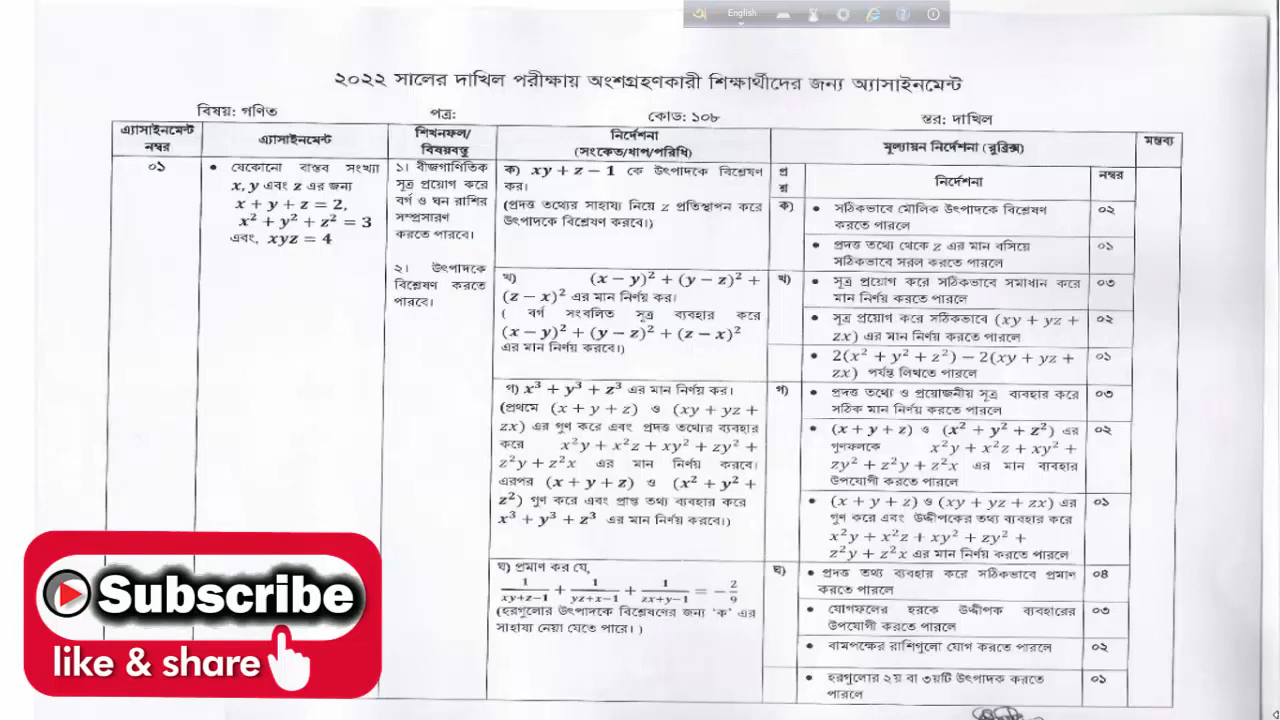 English
২০২২ সালের দাখিল পরীক্ষায় অংশগ্রহণকারী শিক্ষার্থীদের জন্য অ্যাসাইনমেন্ট
বিষয়: গণিত পত্র: কোড: ১০৮ স্তর: দাখিল
এ্যাসাইনমেন্ট
নম্বর
এ্যাসাইনমেন্ট
শিখনফল/
বিষয়বস্তু
নির্দেশনা
(সংকেত/ধাপ/পরিধি)
মূল্যায়ন নির্দেশনা (রুব্রিক্স)
মন্তব্য
০১
• যেকোনো বাস্তব সংখ্যা
x, y এবং z এর জন্য
x + y + z = 2,
x² + y² + z² = 3
এবং, xyz = 4
১। বীজগাণিতিক
সূত্র প্রয়োগ করে
বর্গ ও ঘন রাশির
সম্প্রসারণ
করতে পারবে।
২। উৎপাদকে
বিশ্লেষণ করতে
পারবে।
ক) xy + z − 1 কে উৎপাদকে বিশ্লেষণ
কর।
(প্রদত্ত তথ্যের সাহায্য নিয়ে z প্রতিস্থাপন করে
উৎপাদকে বিশ্লেষণ করবে।)
খ) (x − y)² + (y − z)² +
(z − x)² এর মান নির্ণয় কর।
( বর্গ সংবলিত সূত্র ব্যবহার করে
(x − y)² + (y − z)² + (z − x)²
এর মান নির্ণয় করবে।)
গ) x³ + y³ + z³ এর মান নির্ণয় কর।
(প্রথমে (x + y + z) ও (xy + yz +
zx) এর গুণ করে এবং প্রদত্ত তথ্যের ব্যবহার
করে x²y + x²z + xy² + zy² +
z²y + z²x এর মান নির্ণয় করবে।
এরপর (x + y + z) ও (x² + y² +
z²) গুণ করে এবং প্রাপ্ত তথ্য ব্যবহার করে
x³ + y³ + z³ এর মান নির্ণয় করবে।)
ঘ) প্রমাণ কর যে,
1/(xy+z−1) + 1/(yz+x−1) + 1/(zx+y−1) = −2/9
(হরগুলোর উৎপাদকে বিশ্লেষণের জন্য ‘ক’ এর
সাহায্য নেয়া যেতে পারে। )
প্র
শ্ন
নির্দেশনা
নম্বর
ক)
• সঠিকভাবে মৌলিক উৎপাদকে বিশ্লেষণ
করতে পারলে
০২
• প্রদত্ত তথ্যে থেকে z এর মান বসিয়ে
সঠিকভাবে সরল করতে পারলে
০১
খ)
• সূত্র প্রয়োগ করে সঠিকভাবে সমাধান করে
মান নির্ণয় করতে পারলে
০৩
• সূত্র প্রয়োগ করে সঠিকভাবে (xy + yz +
zx) এর মান নির্ণয় করতে পারলে
০২
• 2(x² + y² + z²) − 2(xy + yz +
zx) পর্যন্ত লিখতে পারলে
০১
গ)
• প্রদত্ত তথ্যে ও প্রয়োজনীয় সূত্র ব্যবহার করে
সঠিক মান নির্ণয় করতে পারলে
০৩
• (x + y + z) ও (x² + y² + z²) এর
গুণফলকে x²y + x²z + xy² +
zy² + z²y + z²x এর মান ব্যবহার
উপযোগী করতে পারলে
০২
• (x + y + z) ও (xy + yz + zx) এর
গুণ করে এবং উদ্দীপকের তথ্য ব্যবহার করে
x²y + x²z + xy² + zy² +
z²y + z²x এর মান নির্ণয় করতে পারলে
০১
ঘ)
• প্রদত্ত তথ্য ব্যবহার করে সঠিকভাবে প্রমাণ
করতে পারলে
০৪
• যোগফলের হরকে উদ্দীপক ব্যবহারের
উপযোগী করতে পারলে
০৩
• বামপক্ষের রাশিগুলো যোগ করতে পারলে
০২
• হরগুলোর ২য় বা ৩য়টি উৎপাদক করতে
পারলে
০১
Subscribe
like & share